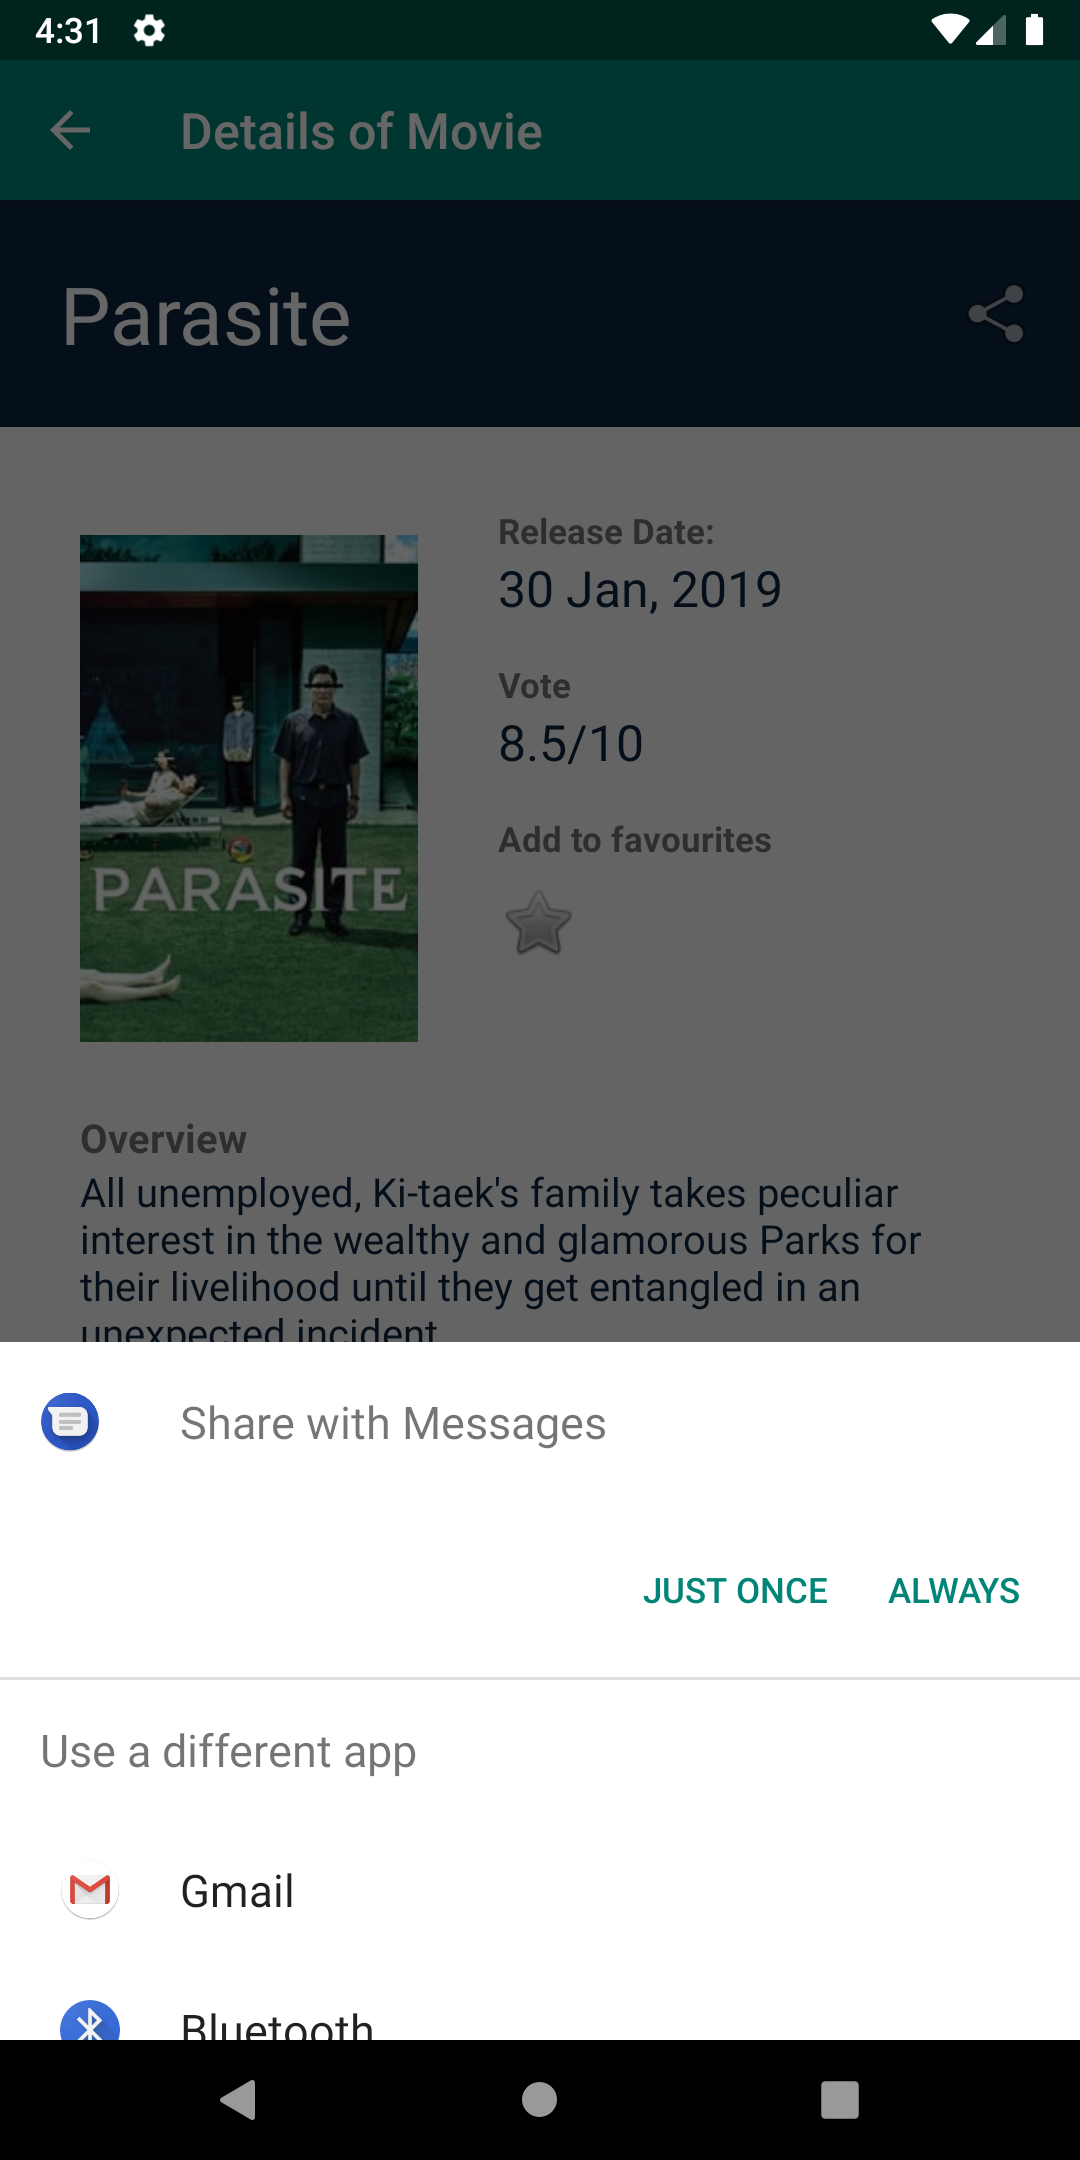 4:31
Details of Movie
Parasite
Release Date:
30 Jan, 2019
Vote
8.5/10
Add to favourites
PARASITE
Overview
All unemployed, Ki-taek's family takes peculiar
interest in the wealthy and glamorous Parks for
their livelihood until they get entangled in an
unexpected incident
Share with Messages
JUST ONCE
ALWAYS
Use a different app
Gmail
Bluetooth